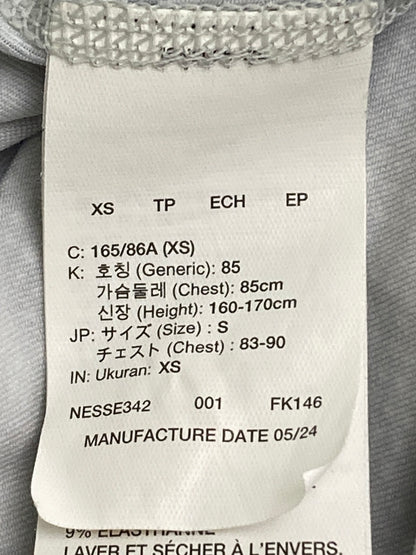 XS TP ECH EP
C: 165/86A (XS)
K: 호칭 (Generic): 85
가슴둘레 (Chest): 85cm
신장 (Height): 160-170cm
JP: サイズ (Size) : S
チェスト (Chest) : 83-90
IN: Ukuran: XS
NESSE342 001 FK146
MANUFACTURE DATE 05/24
9% ÉLASTHANNE
LAVER ET SÉCHER À L'ENVERS.